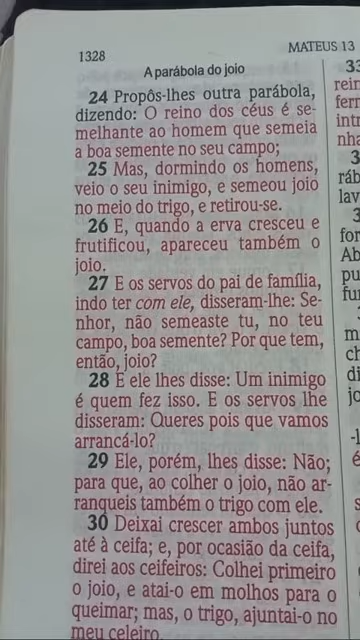 1328
MATEUS 13
A parábola do joio
24 Propôs-lhes outra parábola,
dizendo: O reino dos céus é se-
melhante ao homem que semeia
a boa semente no seu campo;
25 Mas, dormindo os homens,
veio o seu inimigo, e semeou joio
no meio do trigo, e retirou-se.
26 E, quando a erva cresceu e
frutificou, apareceu também o
joio.
27 E os servos do pai de família,
indo ter com ele, disseram-lhe: Se-
nhor, não semeaste tu, no teu
campo, boa semente? Por que tem,
então, joio?
28 E ele lhes disse: Um inimigo
é quem fez isso. E os servos lhe
disseram: Queres pois que vamos
arrancá-lo?
29 Ele, porém, lhes disse: Não;
para que, ao colher o joio, não ar-
ranqueis também o trigo com ele.
30 Deixai crescer ambos juntos
até à ceifa; e, por ocasião da ceifa,
direi aos ceifeiros: Colhei primeiro
o joio, e atai-o em molhos para o
queimar; mas, o trigo, ajuntai-o no
meu celeiro.